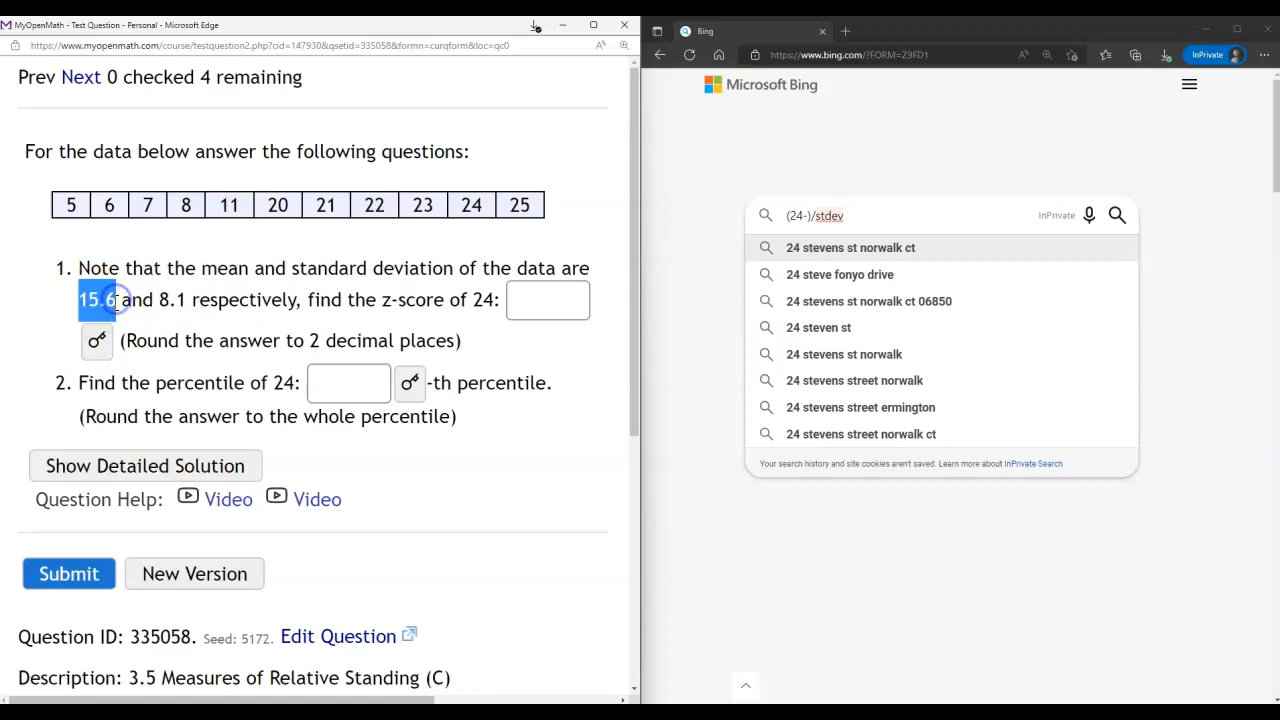 MyOpenMath - Test Question - Personal - Microsoft Edge
https://www.myopenmath.com/course/testquestion2.php?cid=147930&qsetid=335058&formn=curqform&loc=qc0
Prev Next 0 checked 4 remaining
For the data below answer the following questions:
5 6 7 8 11 20 21 22 23 24 25
1. Note that the mean and standard deviation of the data are
15.6 and 8.1 respectively, find the z-score of 24:
(Round the answer to 2 decimal places)
2. Find the percentile of 24: -th percentile.
(Round the answer to the whole percentile)
Show Detailed Solution
Question Help: Video Video
Submit New Version
Question ID: 335058. Seed: 5172. Edit Question
Description: 3.5 Measures of Relative Standing (C)
Bing
https://www.bing.com/?FORM=Z9FD1
InPrivate
Microsoft Bing
(24-)/stdev InPrivate
24 stevens st norwalk ct
24 steve fonyo drive
24 stevens st norwalk ct 06850
24 steven st
24 stevens st norwalk
24 stevens street norwalk
24 stevens street ermington
24 stevens street norwalk ct
Your search history and site cookies aren't saved. Learn more about InPrivate Search